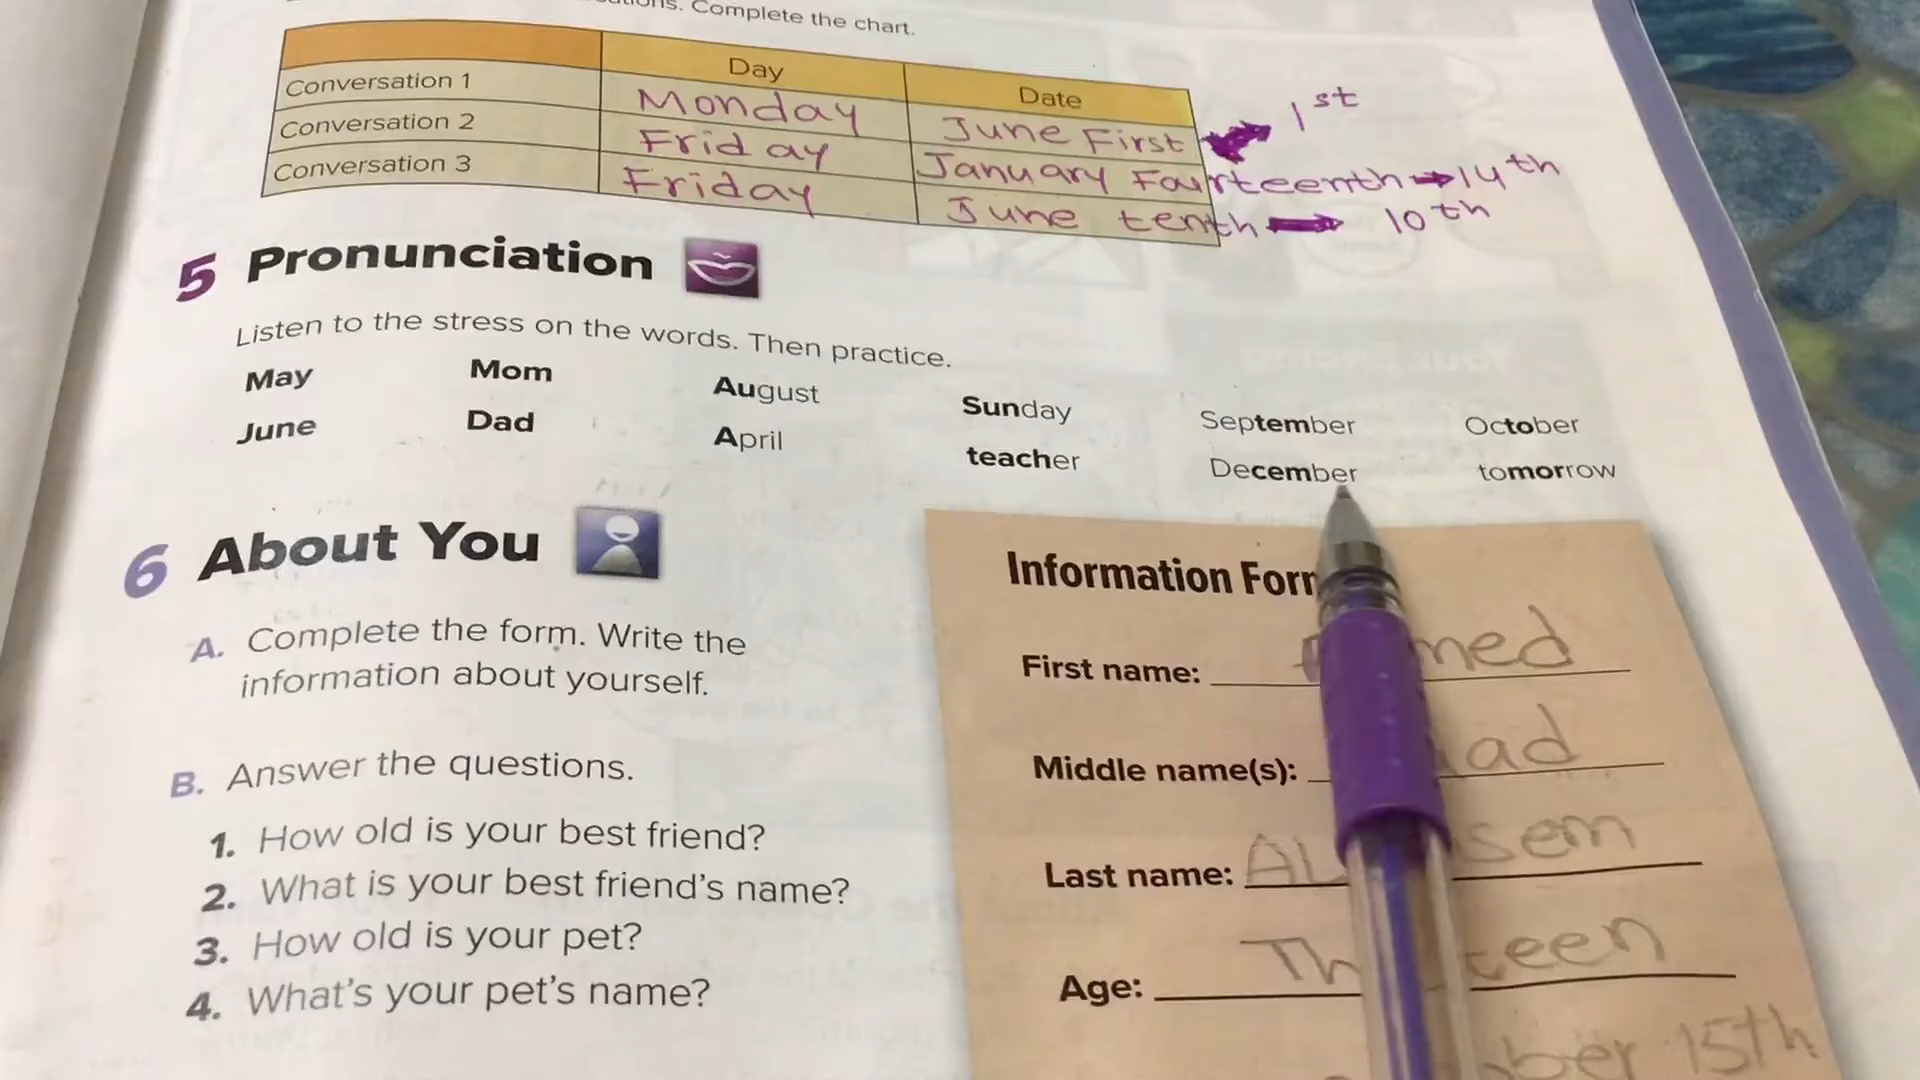 Complete the chart.
Day Date
Conversation 1 Monday June First 1st
Conversation 2 Friday January Fourteenth 14th
Conversation 3 Friday June tenth 10th
5 Pronunciation
Listen to the stress on the words. Then practice.
May Mom August Sunday September October
June Dad April teacher December tomorrow
6 About You
A. Complete the form. Write the
information about yourself.
B. Answer the questions.
1. How old is your best friend?
2. What is your best friend's name?
3. How old is your pet?
4. What's your pet's name?
Information
First name:
Middle name(s):
Last name:
Age:
15th